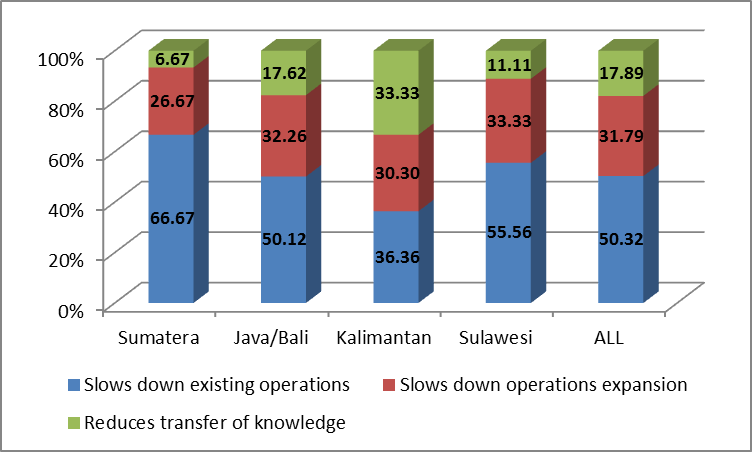 100%
80%
60%
40%
20%
0%
6.67 17.62 33.33 11.11 17.89
26.67 32.26 30.30 33.33 31.79
66.67 50.12 36.36 55.56 50.32
Sumatera Java/Bali Kalimantan Sulawesi ALL
Slows down existing operations Slows down operations expansion
Reduces transfer of knowledge